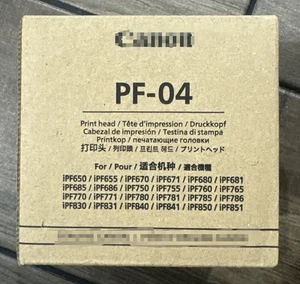 Canon
PF-04
Print head / Tête d'impression / Druckkopf
Cabezal de impresión / Testina di stampa
Printkop / печатающие головки
打印头 / 列印頭 / 프린트 헤드 / プリントヘッド
For / Pour / 适合机种 / 適合機種
iPF650 / iPF655 / iPF670 / iPF671 / iPF680 / iPF681
iPF685 / iPF686 / iPF750 / iPF755 / iPF760 / iPF765
iPF770 / iPF771 / iPF780 / iPF781 / iPF785 / iPF786
iPF830 / iPF831 / iPF840 / iPF841 / iPF850 / iPF851